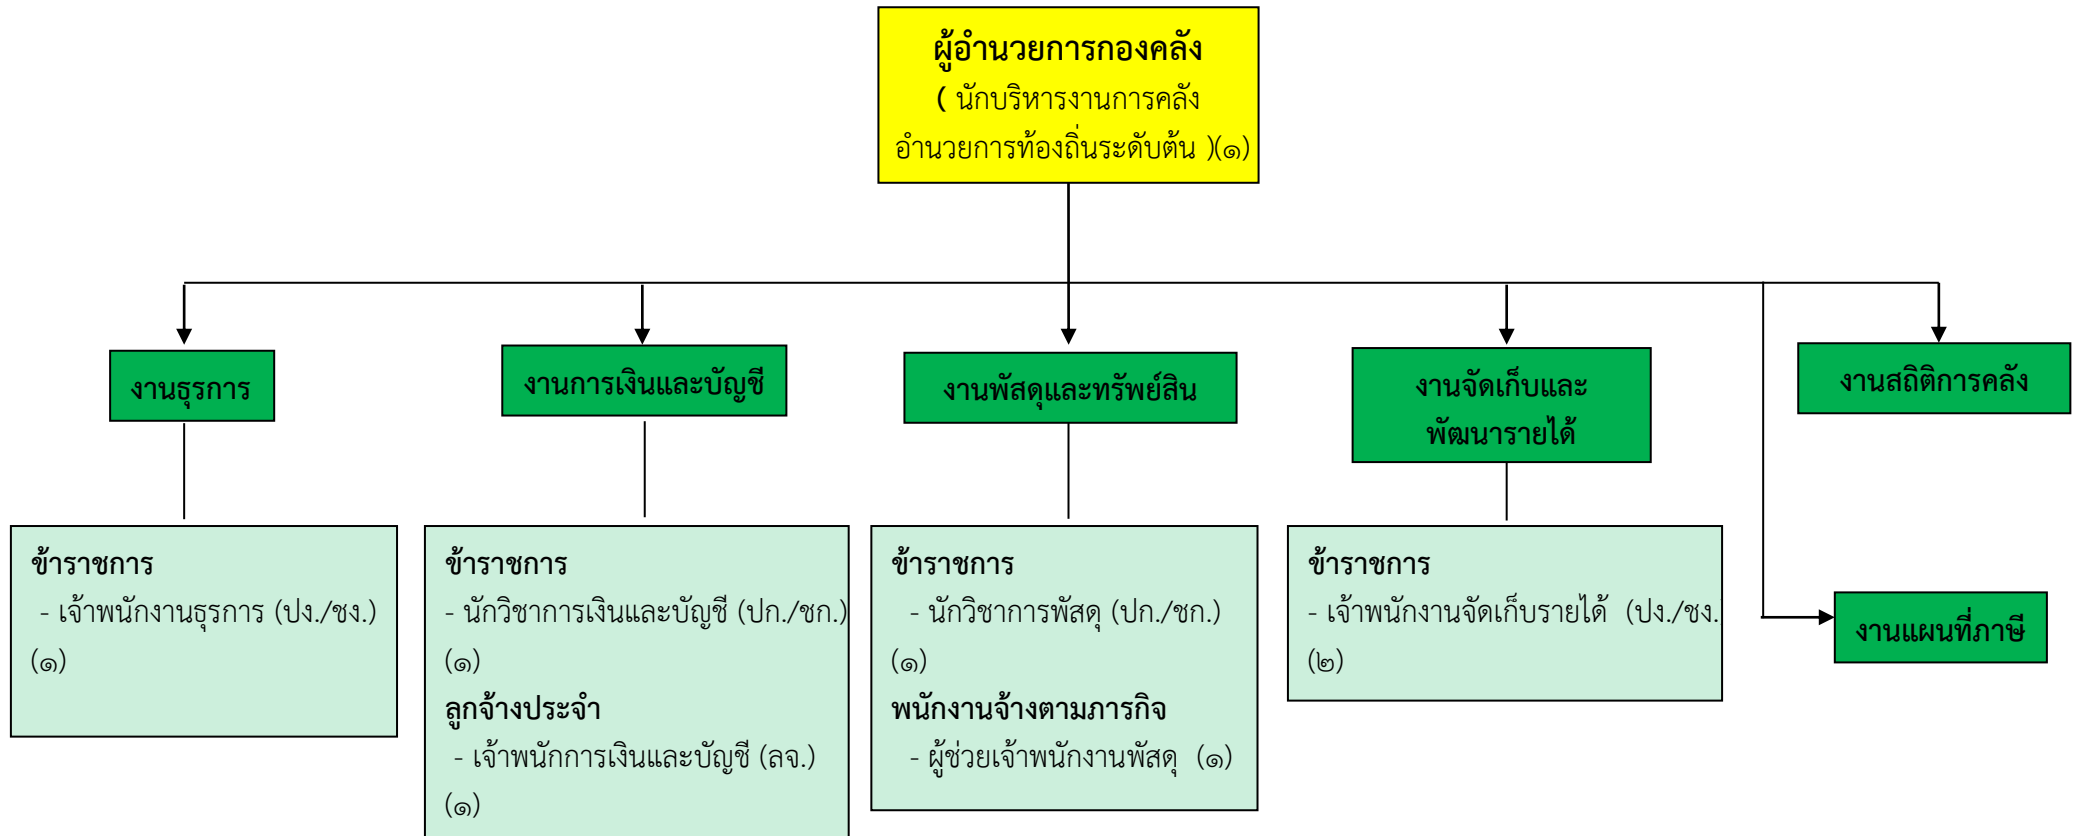 ผู้อำนวยการกองคลัง
( นักบริหารงานการคลัง
อำนวยการท้องถิ่นระดับต้น )(๑)
งานธุรการ
งานการเงินและบัญชี
งานพัสดุและทรัพย์สิน
งานจัดเก็บและ
พัฒนารายได้
งานสถิติการคลัง
งานแผนที่ภาษี
ข้าราชการ
- เจ้าพนักงานธุรการ (ปง./ชง.)
(๑)
ข้าราชการ
- นักวิชาการเงินและบัญชี (ปก./ชก.)
(๑)
ลูกจ้างประจำ
- เจ้าพนักการเงินและบัญชี (ลจ.)
(๑)
ข้าราชการ
- นักวิชาการพัสดุ (ปก./ชก.)
(๑)
พนักงานจ้างตามภารกิจ
- ผู้ช่วยเจ้าพนักงานพัสดุ (๑)
ข้าราชการ
- เจ้าพนักงานจัดเก็บรายได้ (ปง./ชง.
(๒)